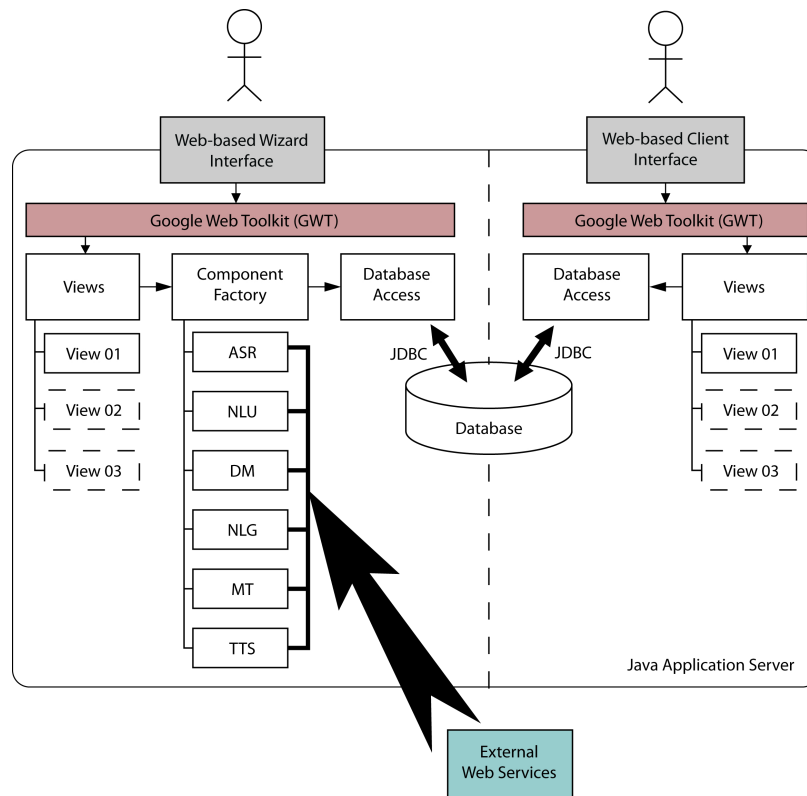 Web-based Wizard
Interface
Web-based Client
Interface
Google Web Toolkit (GWT)
Google Web Toolkit (GWT)
Views
Component
Factory
Database
Access
Database
Access
Views
View 01
View 02
View 03
ASR
NLU
DM
NLG
MT
TTS
JDBC
JDBC
Database
View 01
View 02
View 03
Java Application Server
External
Web Services